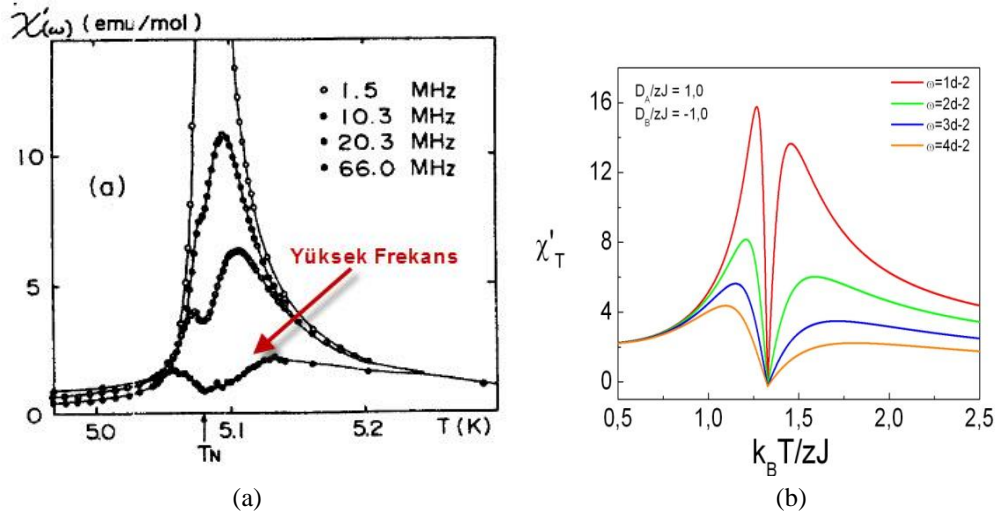 χ'(ω) (emu/mol)
10
5
0
1.5 MHz
10.3 MHz
20.3 MHz
66.0 MHz
(a)
Yüksek Frekans
5.0
5.1
5.2
T (K)
TN
(a)
χ'T
16
12
8
4
0
D_A/zJ = 1,0
D_B/zJ = -1,0
ω=1d-2
ω=2d-2
ω=3d-2
ω=4d-2
0,5
1,0
1,5
2,0
2,5
k_BT/zJ
(b)